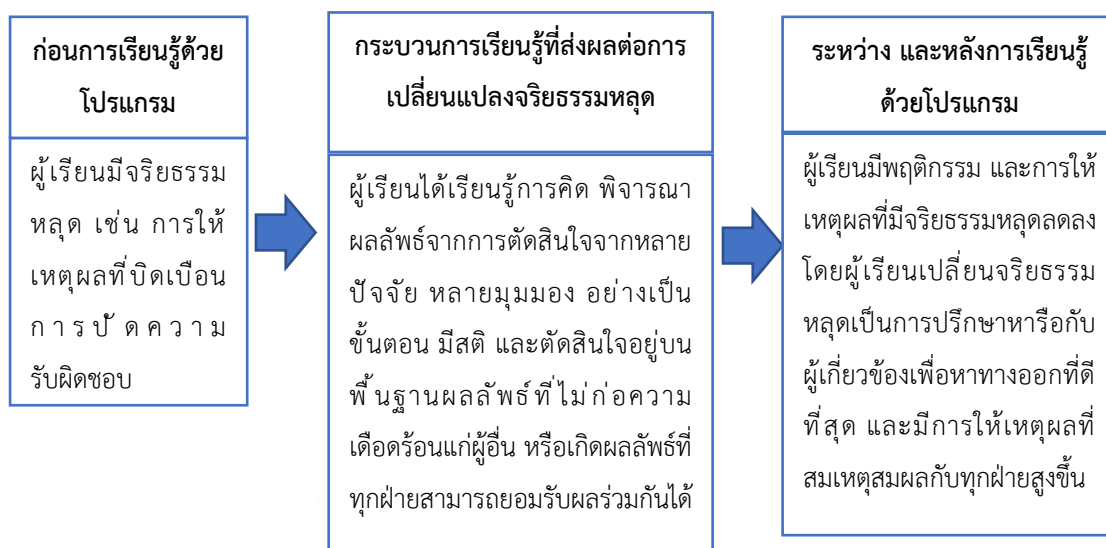 ก่อนการเรียนรู้ด้วย
โปรแกรม
ผู้เรียนมีจริยธรรม
หลุด เช่น การให้
เหตุผลที่บิดเบือน
การปัดความ
รับผิดชอบ
กระบวนการเรียนรู้ที่ส่งผลต่อการ
เปลี่ยนแปลงจริยธรรมหลุด
ผู้เรียนได้เรียนรู้การคิด พิจารณา
ผลลัพธ์จากการตัดสินใจจากหลาย
ปัจจัย หลายมุมมอง อย่างเป็น
ขั้นตอน มีสติ และตัดสินใจอยู่บน
พื้นฐานผลลัพธ์ที่ไม่ก่อความ
เดือดร้อนแก่ผู้อื่น หรือเกิดผลลัพธ์ที่
ทุกฝ่ายสามารถยอมรับผลร่วมกันได้
ระหว่าง และหลังการเรียนรู้
ด้วยโปรแกรม
ผู้เรียนมีพฤติกรรม และการให้
เหตุผลที่มีจริยธรรมหลุดลดลง
โดยผู้เรียนเปลี่ยนจริยธรรม
หลุดเป็นการปรึกษาหารือกับ
ผู้เกี่ยวข้องเพื่อหาทางออกที่ดี
ที่สุด และมีการให้เหตุผลที่
สมเหตุสมผลกับทุกฝ่ายสูงขึ้น